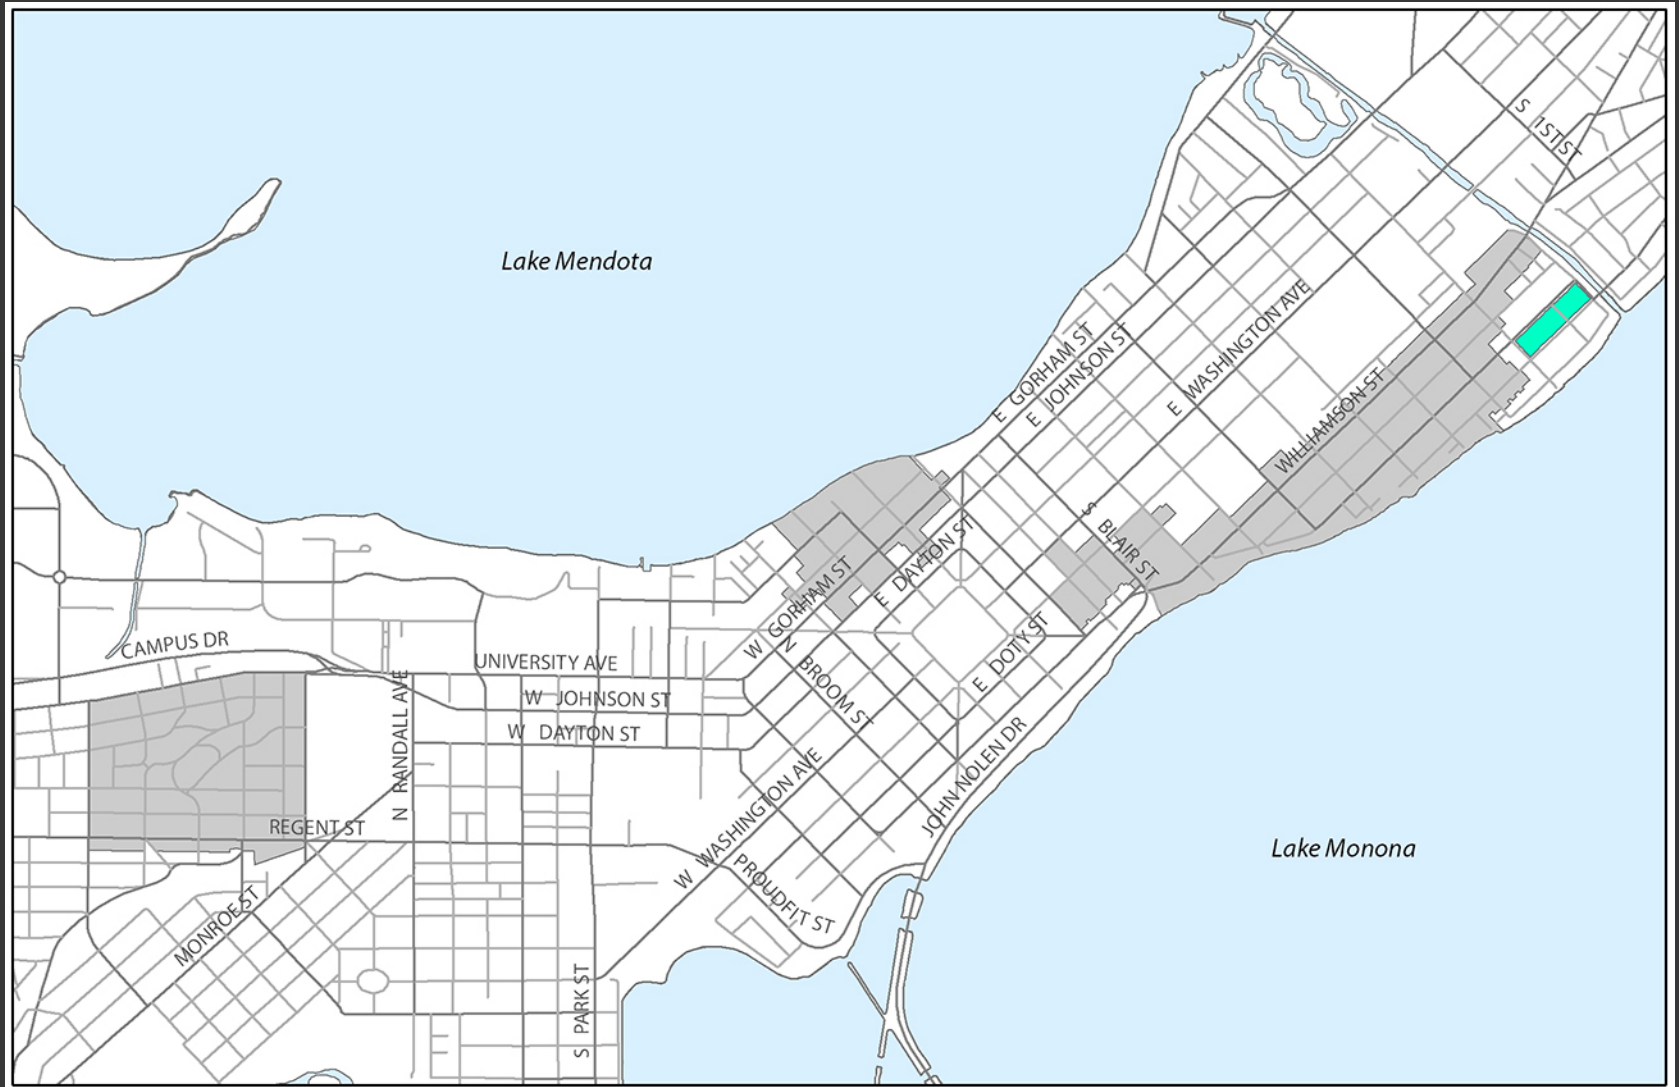 S 1ST ST
Lake Mendota
E GORHAM ST
E JOHNSON ST
E WASHINGTON AVE
WILLIAMSON ST
S BLAIR ST
E DAYTON ST
W GORHAM ST
N BROOM ST
E DOTY ST
CAMPUS DR
UNIVERSITY AVE
W JOHNSON ST
W DAYTON ST
N RANDALL AVE
W WASHINGTON AVE
JOHN NOLEN DR
REGENT ST
Lake Monona
PROUDFIT ST
MONROE ST
S PARK ST